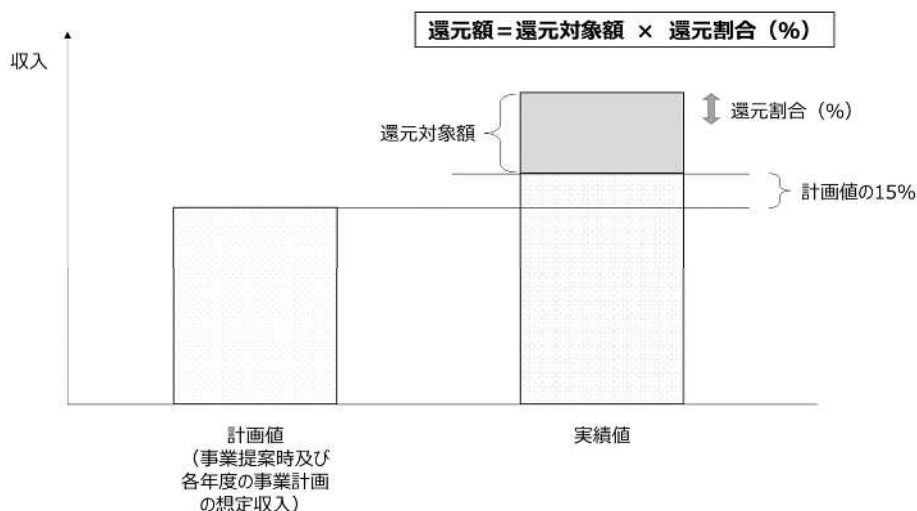 還元額＝還元対象額 × 還元割合（%）
収入
還元対象額
還元割合（%）
計画値の15%
計画値
（事業提案時及び
各年度の事業計画
の想定収入）
実績値